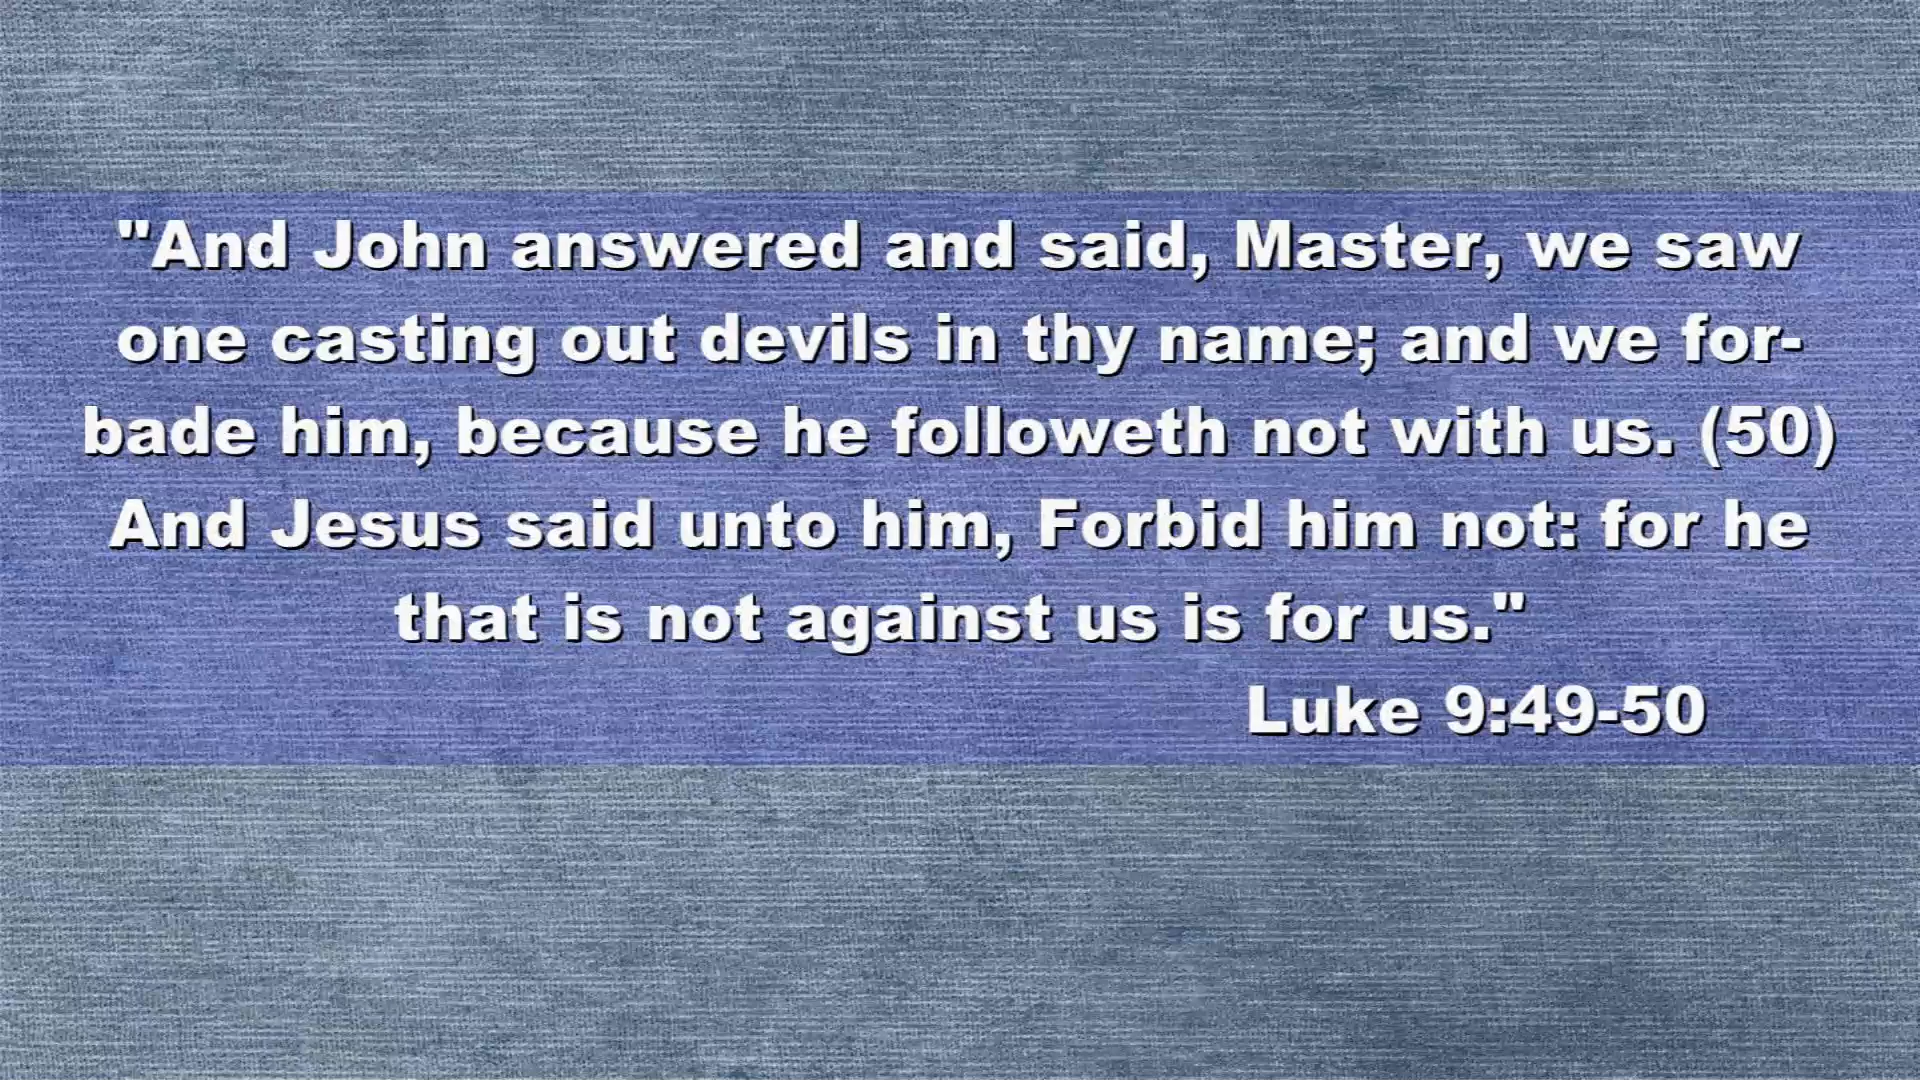 "And John answered and said, Master, we saw
one casting out devils in thy name; and we for-
bade him, because he followeth not with us. (50)
And Jesus said unto him, Forbid him not: for he
that is not against us is for us."
Luke 9:49-50